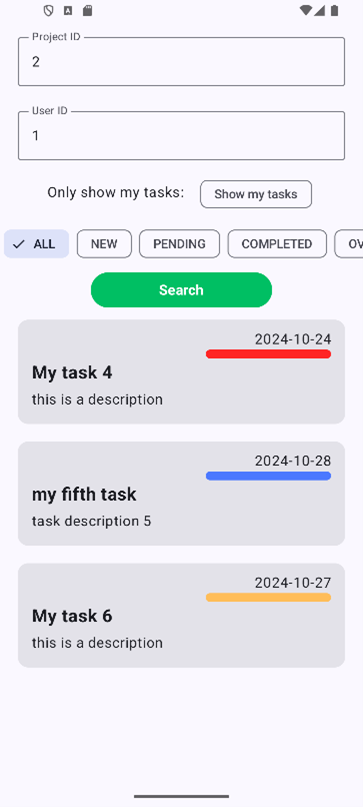 Project ID
2
User ID
1
Only show my tasks: Show my tasks
ALL NEW PENDING COMPLETED OV
Search
2024-10-24
My task 4
this is a description
2024-10-28
my fifth task
task description 5
2024-10-27
My task 6
this is a description